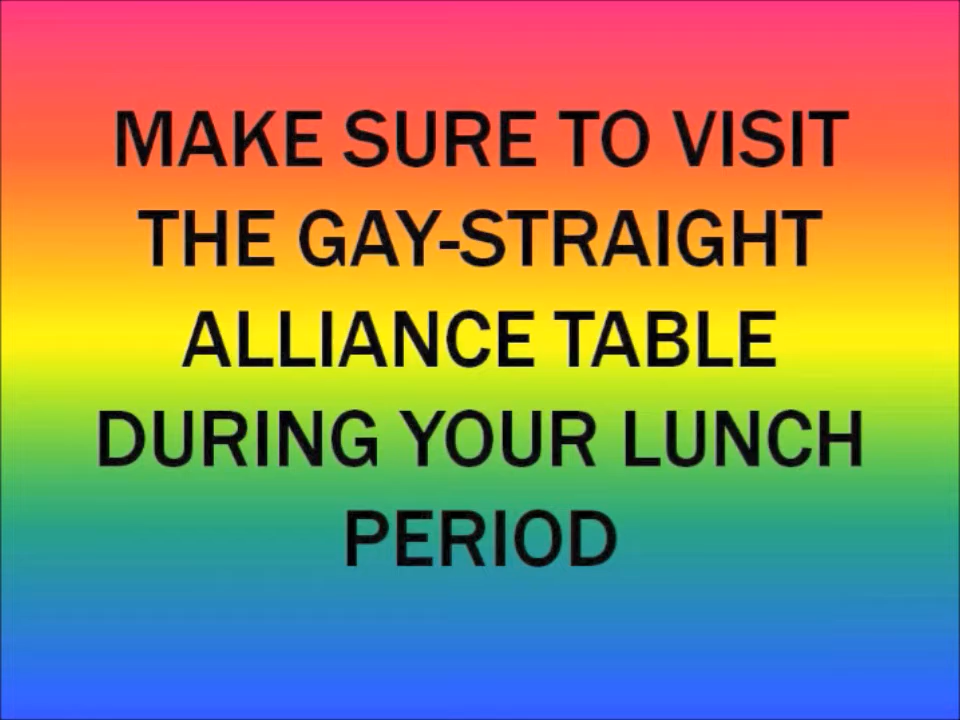 MAKE SURE TO VISIT
THE GAY-STRAIGHT
ALLIANCE TABLE
DURING YOUR LUNCH
PERIOD